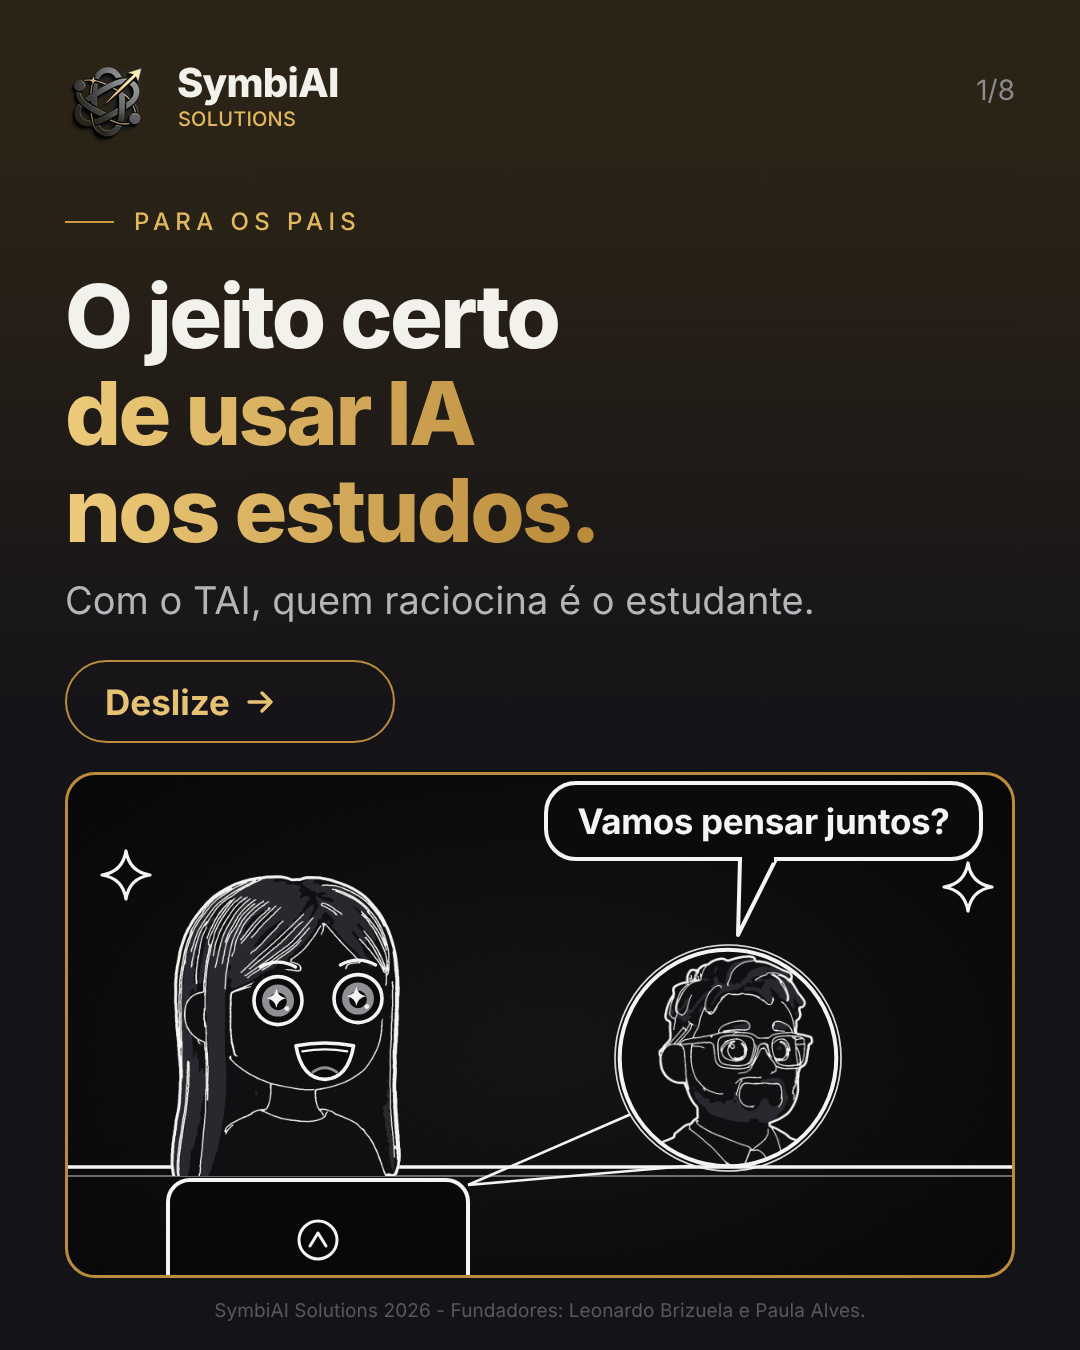 SymbiAI
SOLUTIONS
1/8
PARA OS PAIS
O jeito certo
de usar IA
nos estudos.
Com o TAI, quem raciocina é o estudante.
Deslize →
Vamos pensar juntos?
SymbiAI Solutions 2026 - Fundadores: Leonardo Brizuela e Paula Alves.